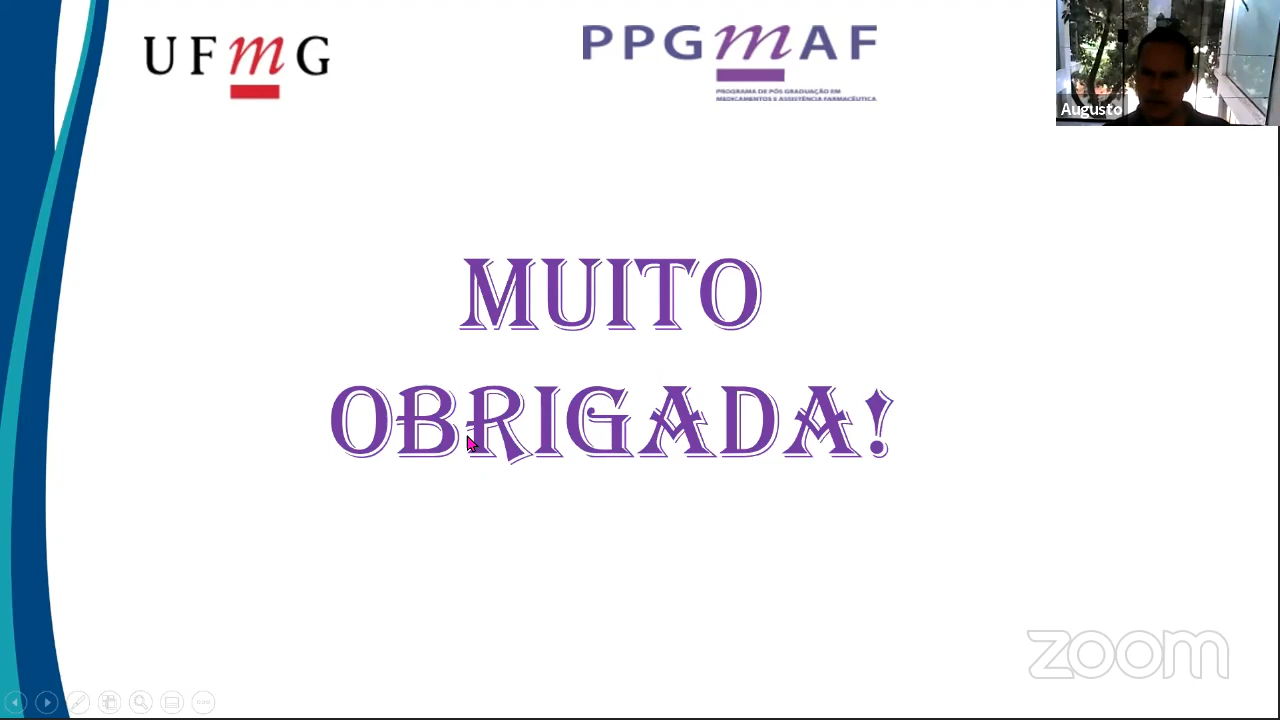 UFmG
PPGmAF
PROGRAMA DE PÓS GRADUAÇÃO EM
MEDICAMENTOS E ASSISTÊNCIA FARMACÊUTICA
Augusto
MUITO
OBRIGADA!
zoom